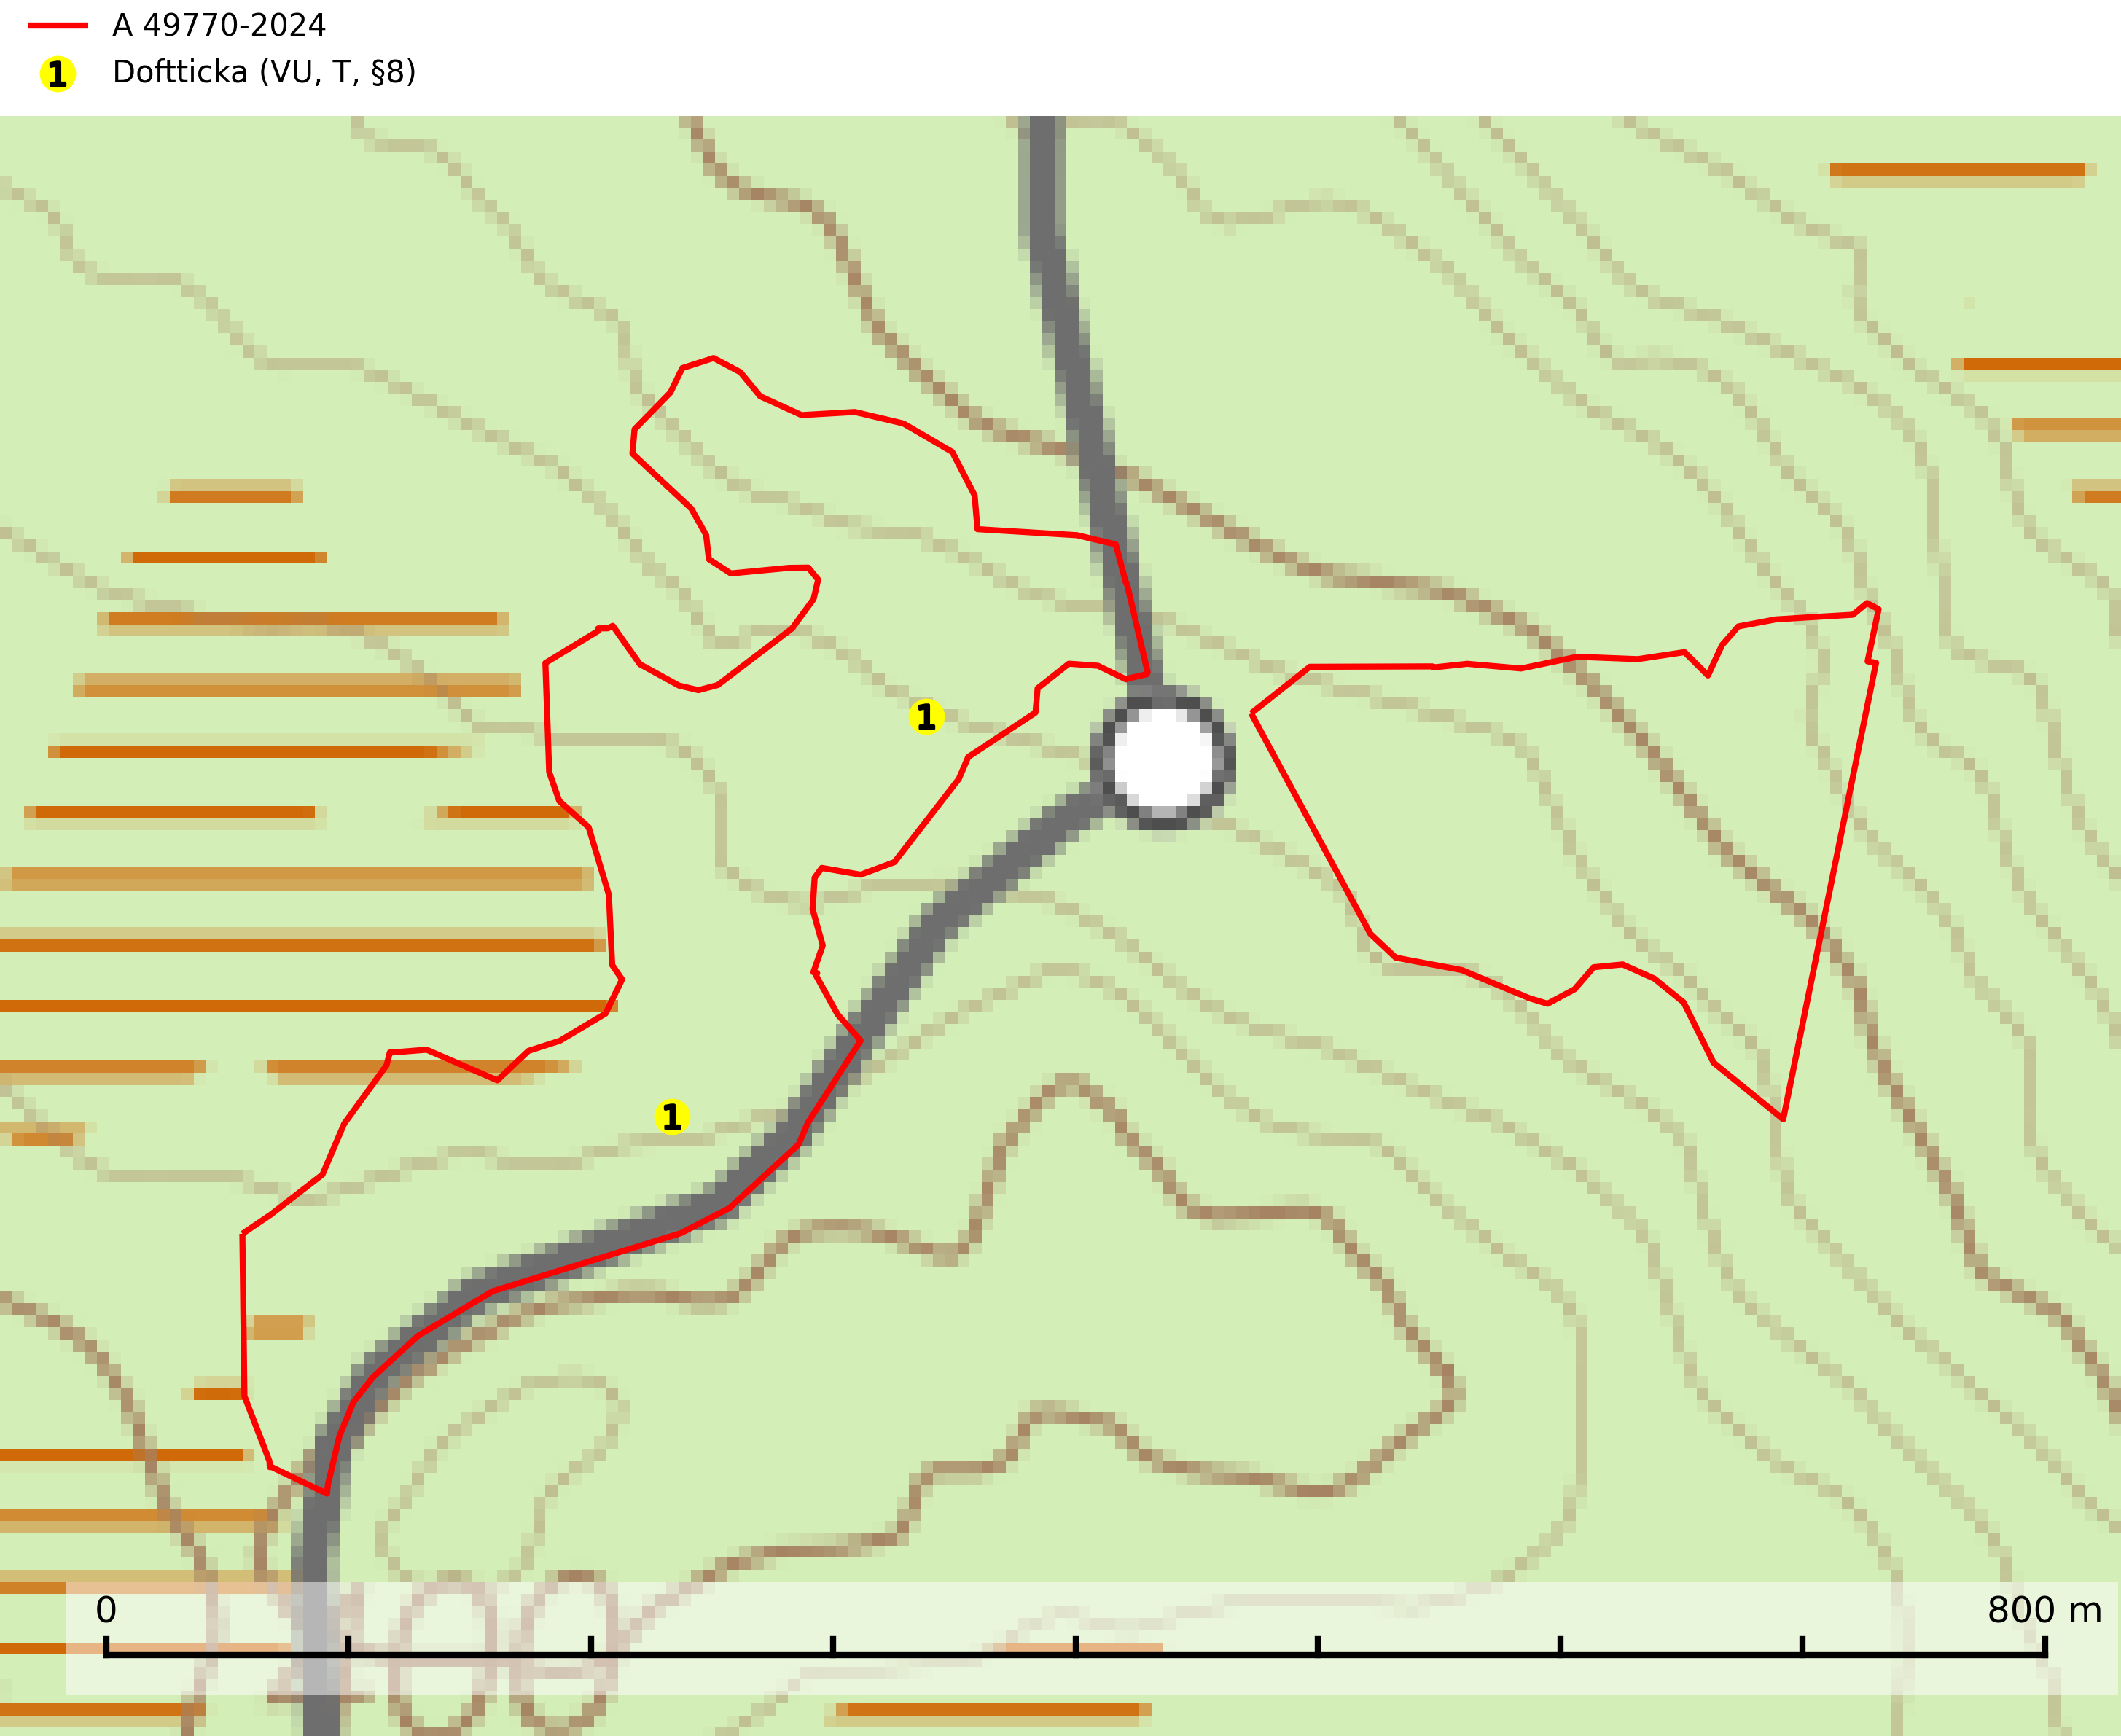 A 49770-2024
1 Doftticka (VU, T, §8)
1
1
0 800 m